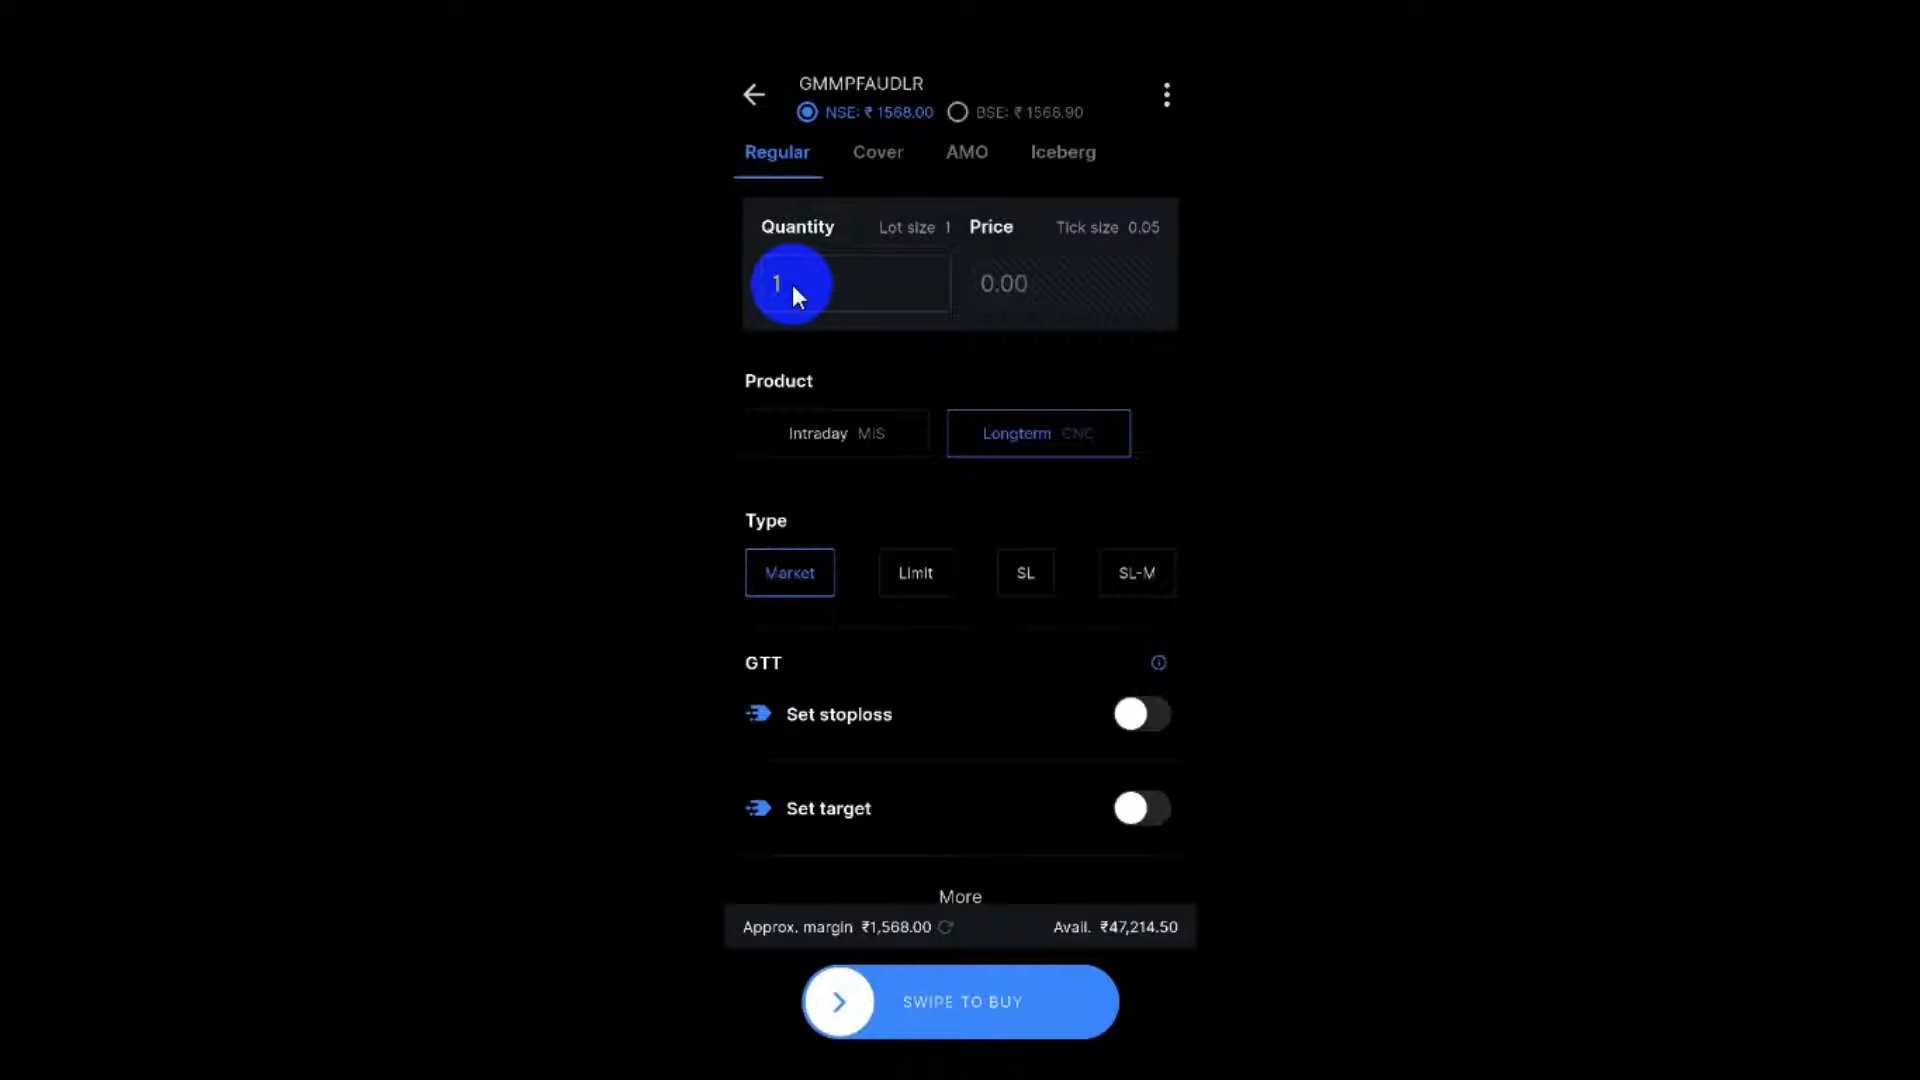 GMMPFAUDLR
NSE: ₹ 1568.00 BSE: ₹ 1568.90
Regular Cover AMO Iceberg
Quantity Lot size 1 Price Tick size 0.05
1 0.00
Product
Intraday MIS Longterm CNC
Type
Market Limit SL SL-M
GTT
Set stoploss
Set target
More
Approx. margin ₹1,568.00 Avail. ₹47,214.50
SWIPE TO BUY